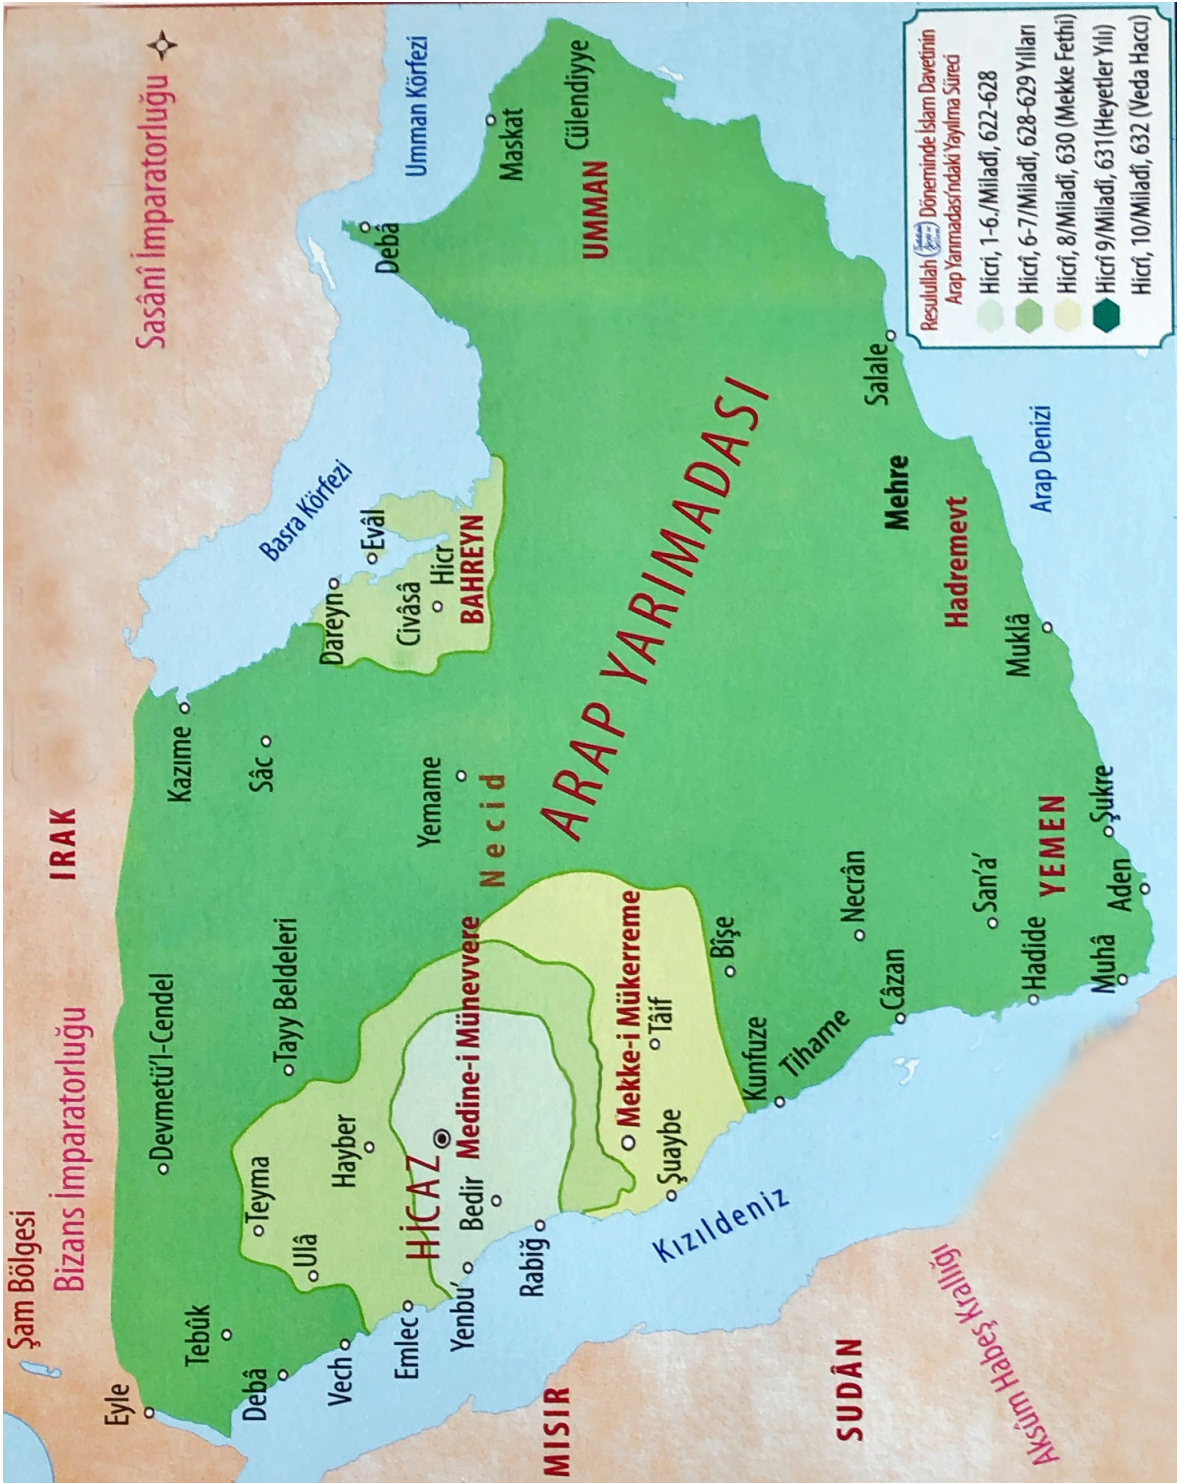 Şam Bölgesi
Bizans İmparatorluğu
IRAK
Sasânî İmparatorluğu
Eyle
Tebûk
Debâ
Vech
Emlec
Yenbu'
Devmetü'l-Cendel
Tayy Beldeleri
Teyma
Ulâ
Hayber
HİCAZ
Medine-i Münevvere
Bedir
Rabiğ
Mekke-i Mükerreme
Tâif
Şuaybe
Kızıldeniz
MISIR
SUDÂN
Aksûm Habeş Krallığı
Kazıme
Sâc
Yemame
Necid
Basra Körfezi
Dareyn
Evâl
Civâsâ
Hicr
BAHREYN
Debâ
Umman Körfezi
Maskat
Cülendiyye
UMMAN
ARAP YARIMADASI
Bîşe
Kunfuze
Tihame
Necrân
Câzan
San'a'
Hadide
YEMEN
Muhâ
Aden
Şukre
Muklâ
Hadremevt
Mehre
Salale
Arap Denizi
Resulullah Döneminde İslam Davetinin
Arap Yarımadası'ndaki Yayılma Süreci
Hicri, 1-6./Miladî, 622-628
Hicrî, 6-7/Miladî, 628-629 Yılları
Hicrî, 8/Miladî, 630 (Mekke Fethi)
Hicrî 9/Miladî, 631(Heyetler Yılı)
Hicrî, 10/Miladî, 632 (Veda Haccı)